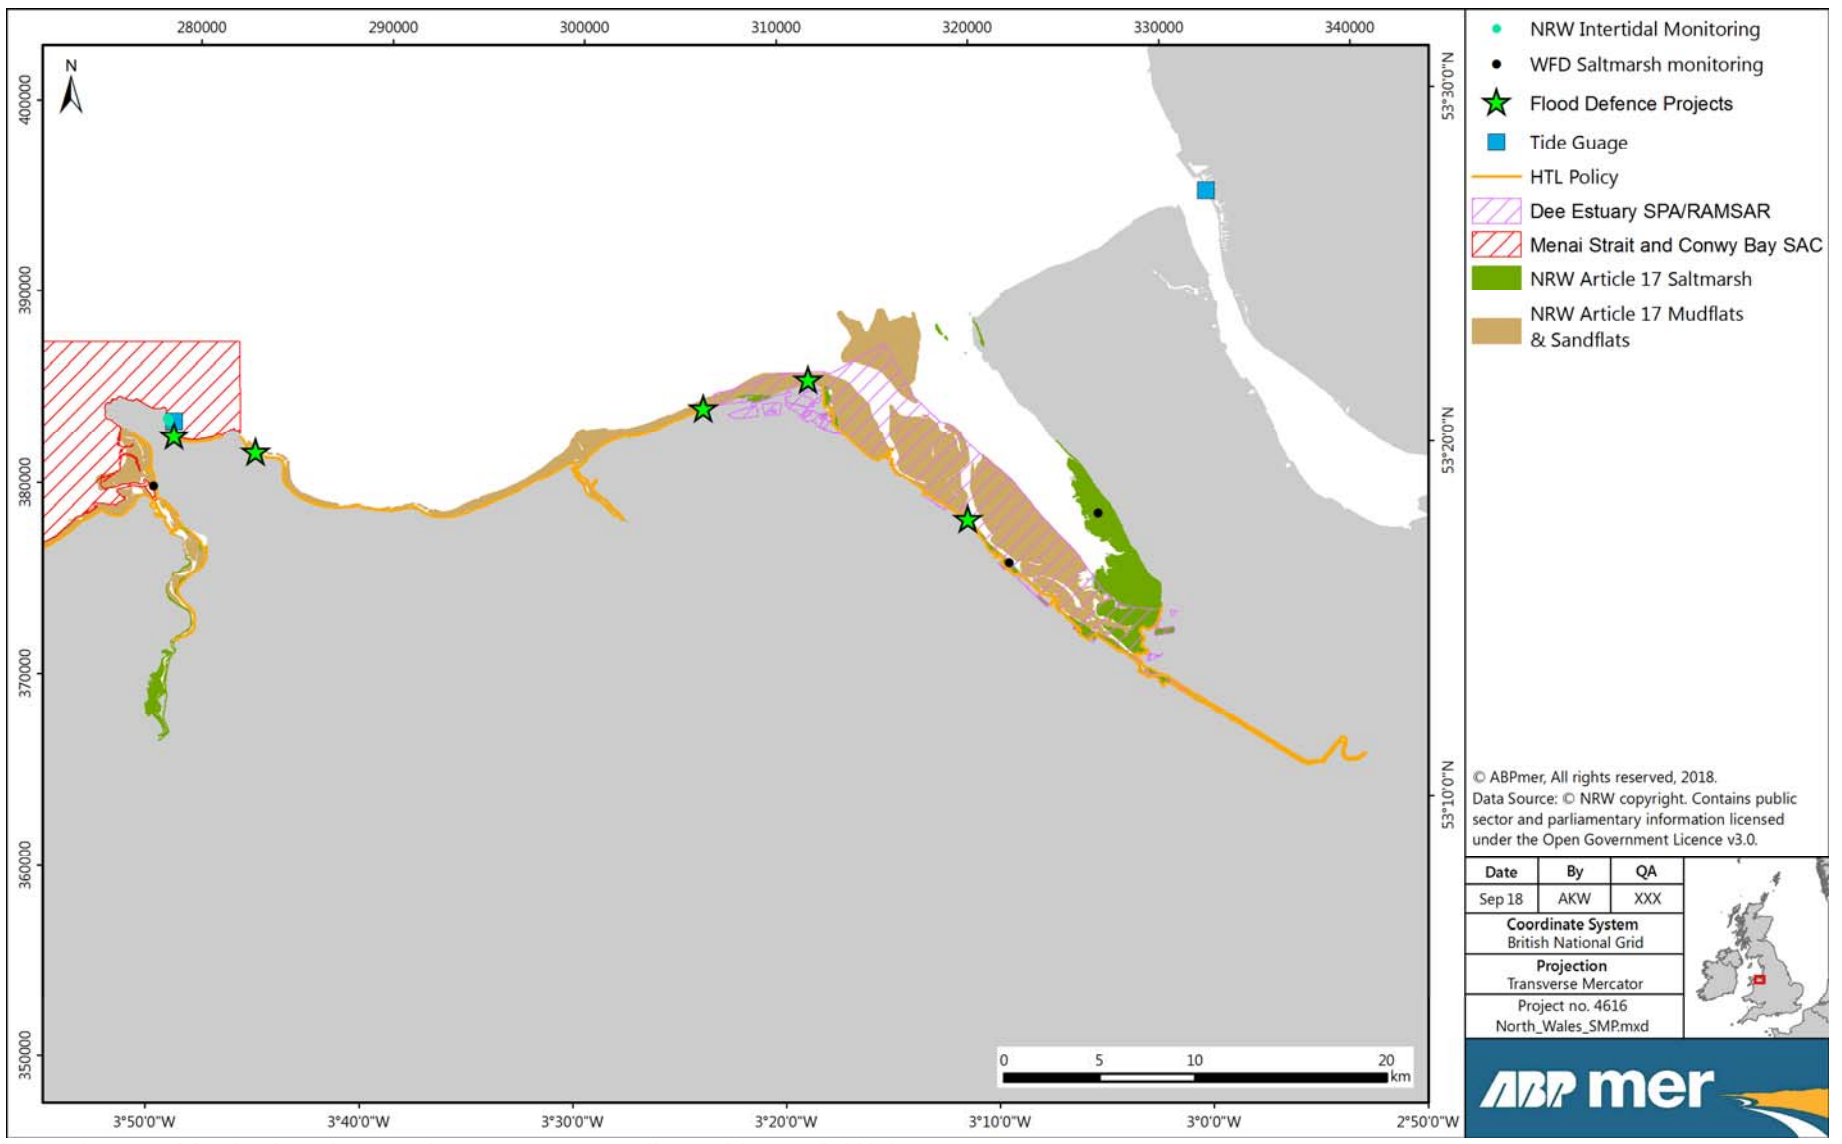 280000 290000 300000 310000 320000 330000 340000
N
400000
390000
380000
370000
360000
350000
53°30'0"N
53°20'0"N
53°10'0"N
3°50'0"W 3°40'0"W 3°30'0"W 3°20'0"W 3°10'0"W 3°0'0"W 2°50'0"W
0 5 10 20
km
NRW Intertidal Monitoring
WFD Saltmarsh monitoring
Flood Defence Projects
Tide Guage
HTL Policy
Dee Estuary SPA/RAMSAR
Menai Strait and Conwy Bay SAC
NRW Article 17 Saltmarsh
NRW Article 17 Mudflats
& Sandflats
© ABPmer, All rights reserved, 2018.
Data Source: © NRW copyright. Contains public
sector and parliamentary information licensed
under the Open Government Licence v3.0.
Date By QA
Sep 18 AKW XXX
Coordinate System
British National Grid
Projection
Transverse Mercator
Project no. 4616
North_Wales_SMP.mxd
ABP mer